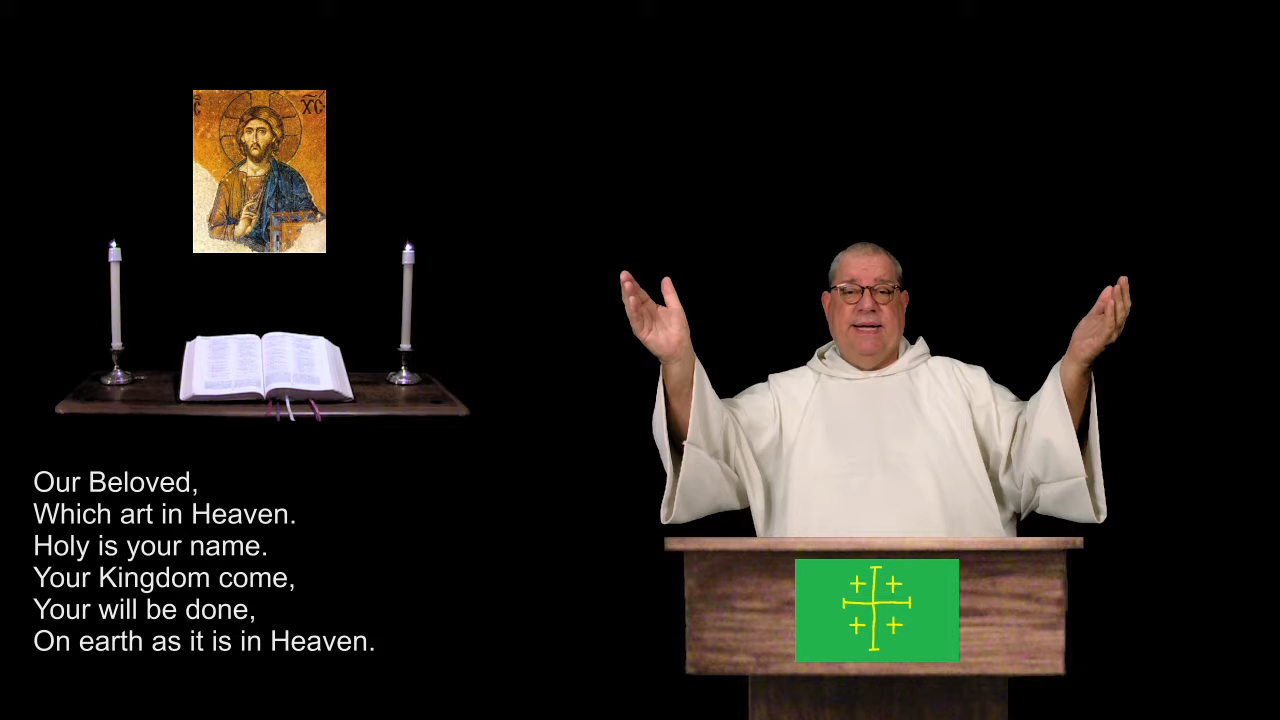 XC
Our Beloved,
Which art in Heaven.
Holy is your name.
Your Kingdom come,
Your will be done,
On earth as it is in Heaven.